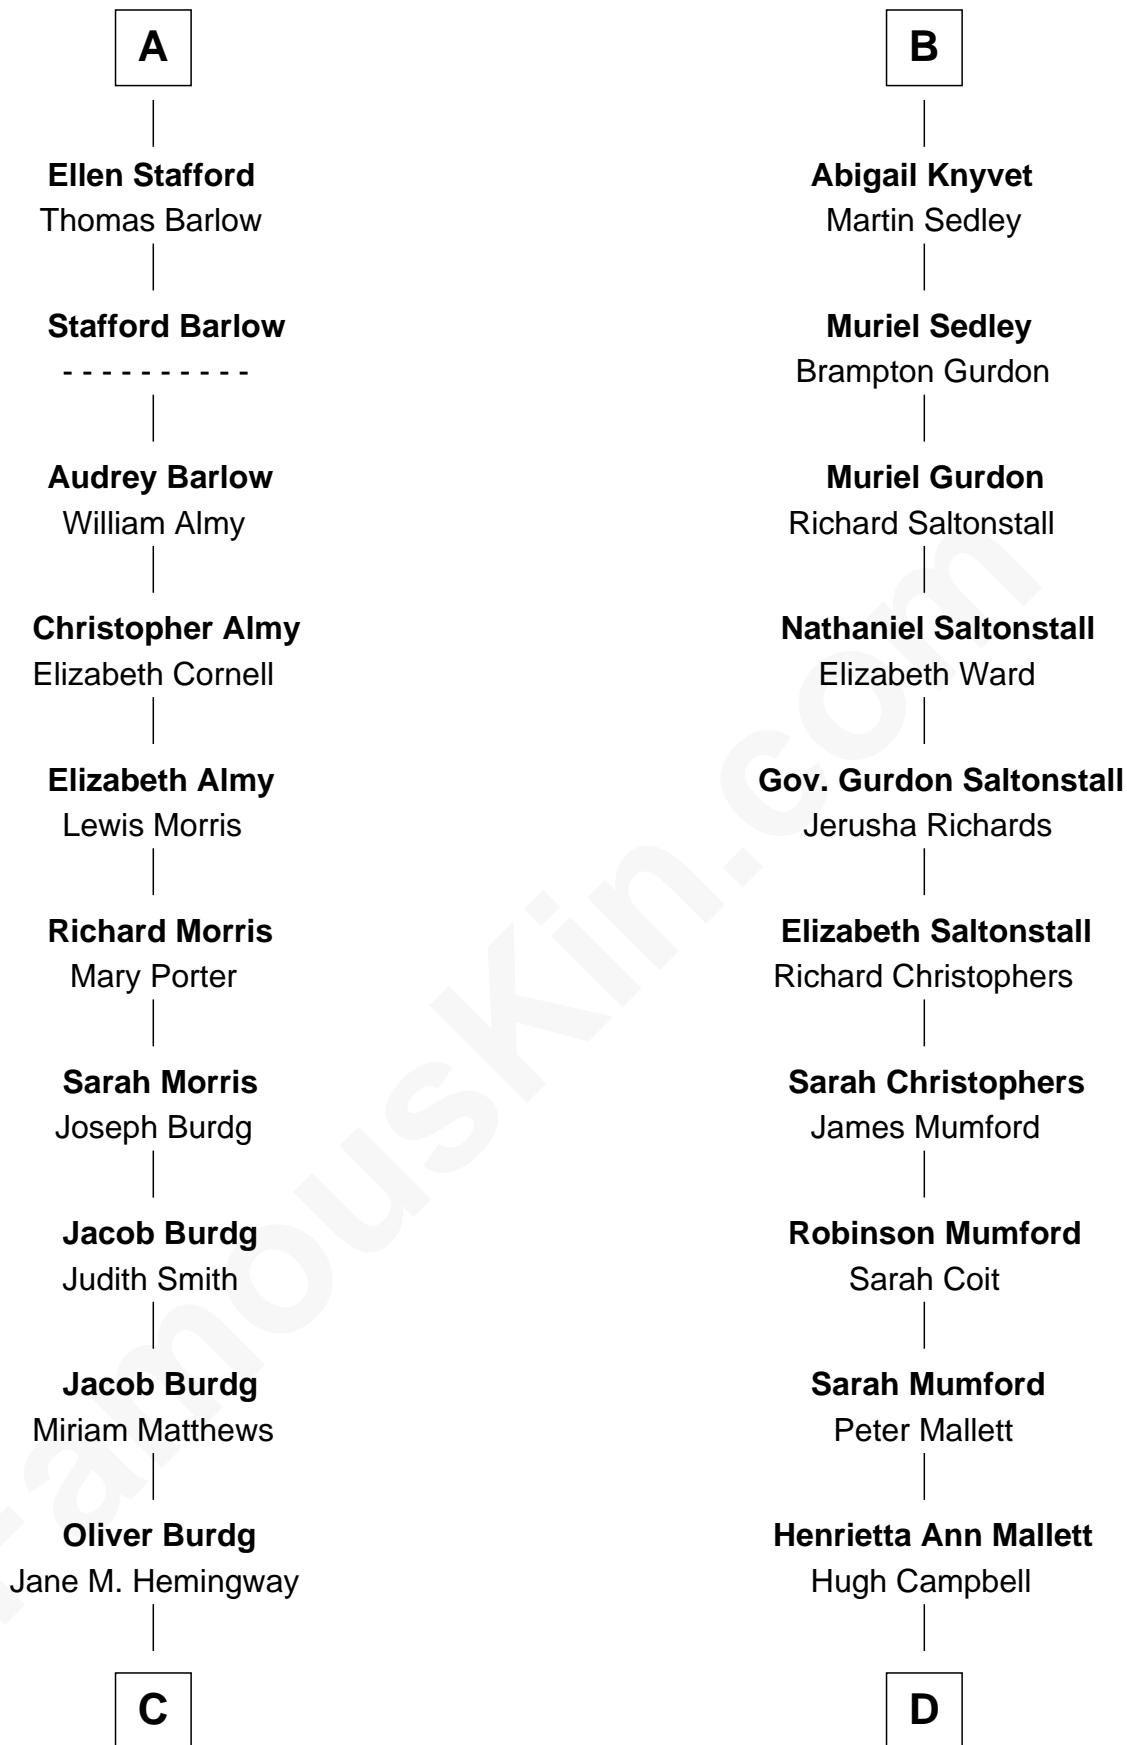 A
Ellen Stafford
Thomas Barlow
Stafford Barlow
- - - - - - - - - -
Audrey Barlow
William Almy
Christopher Almy
Elizabeth Cornell
Elizabeth Almy
Lewis Morris
Richard Morris
Mary Porter
Sarah Morris
Joseph Burdg
Jacob Burdg
Judith Smith
Jacob Burdg
Miriam Matthews
Oliver Burdg
Jane M. Hemingway
C
B
Abigail Knyvet
Martin Sedley
Muriel Sedley
Brampton Gurdon
Muriel Gurdon
Richard Saltonstall
Nathaniel Saltonstall
Elizabeth Ward
Gov. Gurdon Saltonstall
Jerusha Richards
Elizabeth Saltonstall
Richard Christophers
Sarah Christophers
James Mumford
Robinson Mumford
Sarah Coit
Sarah Mumford
Peter Mallett
Henrietta Ann Mallett
Hugh Campbell
D
FamousKin.com